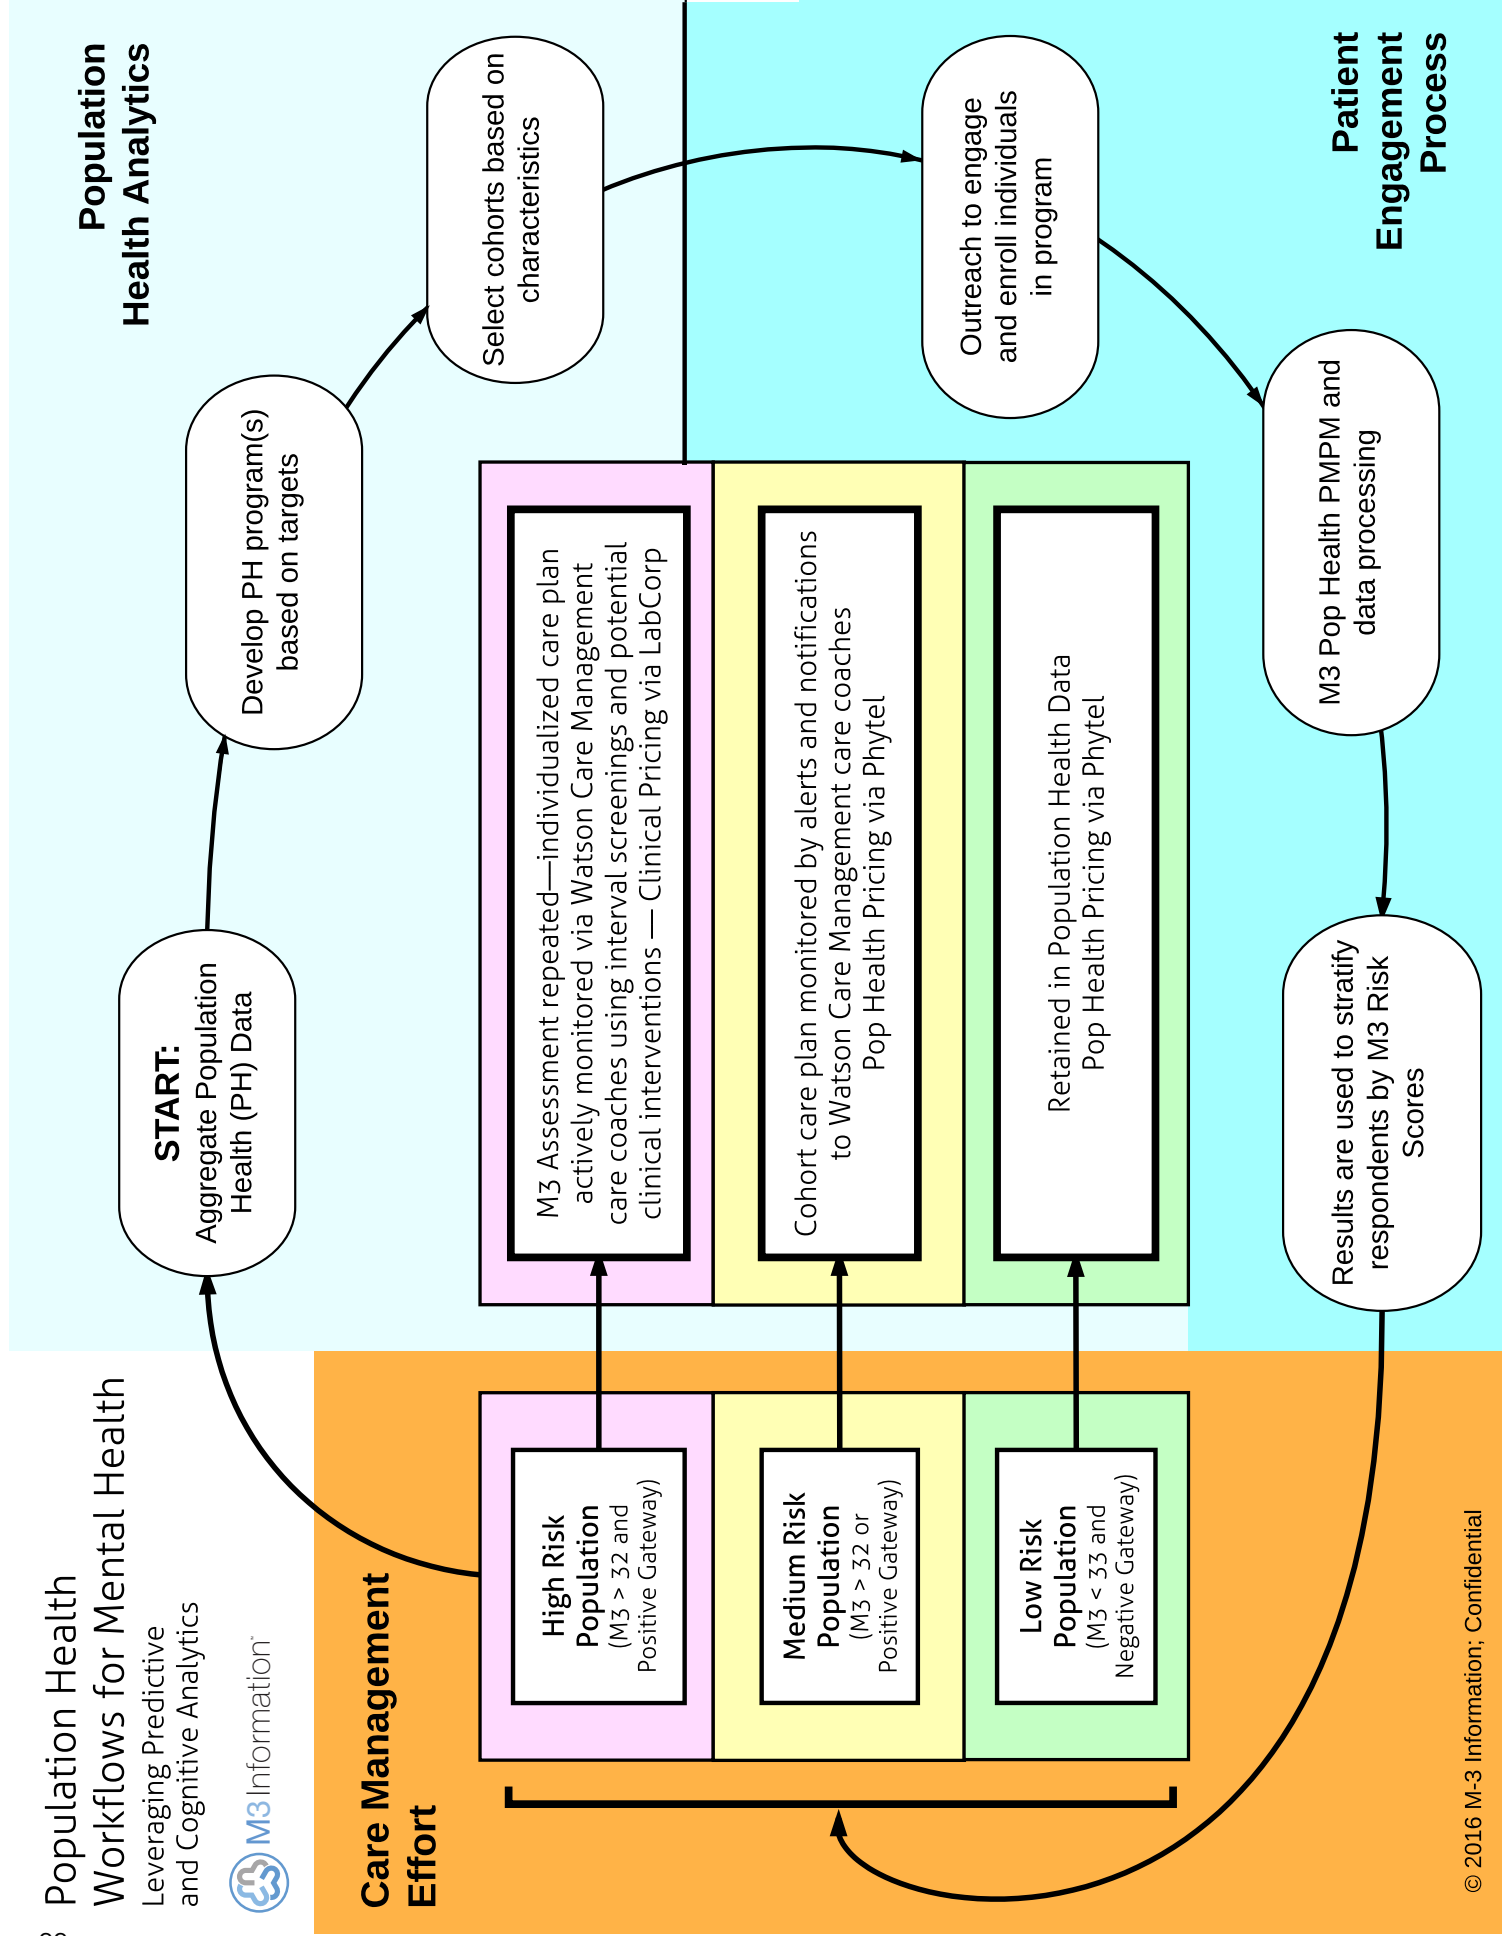 Population Health
Workflows for Mental Health
Leveraging Predictive
and Cognitive Analytics
M3 Information
Population
Health Analytics
START:
Aggregate Population
Health (PH) Data
Develop PH program(s)
based on targets
Select cohorts based on
characteristics
Outreach to engage
and enroll individuals
in program
Patient
Engagement
Process
M3 Pop Health PMPM and
data processing
Results are used to stratify
respondents by M3 Risk
Scores
Care Management
Effort
High Risk
Population
(M3 > 32 and
Positive Gateway)
M3 Assessment repeated—individualized care plan
actively monitored via Watson Care Management
care coaches using interval screenings and potential
clinical interventions — Clinical Pricing via LabCorp
Medium Risk
Population
(M3 > 32 or
Positive Gateway)
Cohort care plan monitored by alerts and notifications
to Watson Care Management care coaches
Pop Health Pricing via Phytel
Low Risk
Population
(M3 < 33 and
Negative Gateway)
Retained in Population Health Data
Pop Health Pricing via Phytel
© 2016 M-3 Information; Confidential